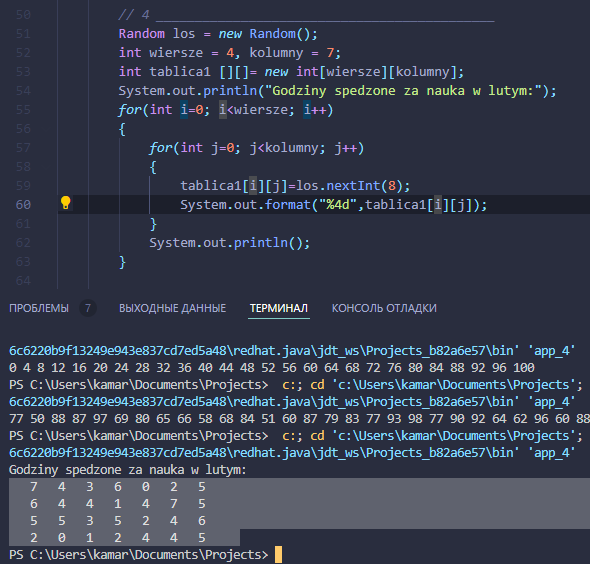 50 // 4 ___________________________________________
51 Random los = new Random();
52 int wiersze = 4, kolumny = 7;
53 int tablica1 [][]= new int[wiersze][kolumny];
54 System.out.println("Godziny spedzone za nauka w lutym:");
55 for(int i=0; i<wiersze; i++)
56 {
57 for(int j=0; j<kolumny; j++)
58 {
59 tablica1[i][j]=los.nextInt(8);
60 System.out.format("%4d",tablica1[i][j]);
61 }
62 System.out.println();
63 }
64
ПРОБЛЕМЫ 7 ВЫХОДНЫЕ ДАННЫЕ ТЕРМИНАЛ КОНСОЛЬ ОТЛАДКИ
6c6220b9f13249e943e837cd7ed5a48\redhat.java\jdt_ws\Projects_b82a6e57\bin' 'app_4'
0 4 8 12 16 20 24 28 32 36 40 44 48 52 56 60 64 68 72 76 80 84 88 92 96 100
PS C:\Users\kamar\Documents\Projects> c:; cd 'c:\Users\kamar\Documents\Projects';
6c6220b9f13249e943e837cd7ed5a48\redhat.java\jdt_ws\Projects_b82a6e57\bin' 'app_4'
77 50 88 87 97 69 80 65 66 58 68 84 51 60 87 79 83 77 93 98 77 90 92 64 62 96 60 88
PS C:\Users\kamar\Documents\Projects> c:; cd 'c:\Users\kamar\Documents\Projects';
6c6220b9f13249e943e837cd7ed5a48\redhat.java\jdt_ws\Projects_b82a6e57\bin' 'app_4'
Godziny spedzone za nauka w lutym:
7 4 3 6 0 2 5
6 4 4 1 4 7 5
5 5 3 5 2 4 6
2 0 1 2 4 4 5
PS C:\Users\kamar\Documents\Projects>